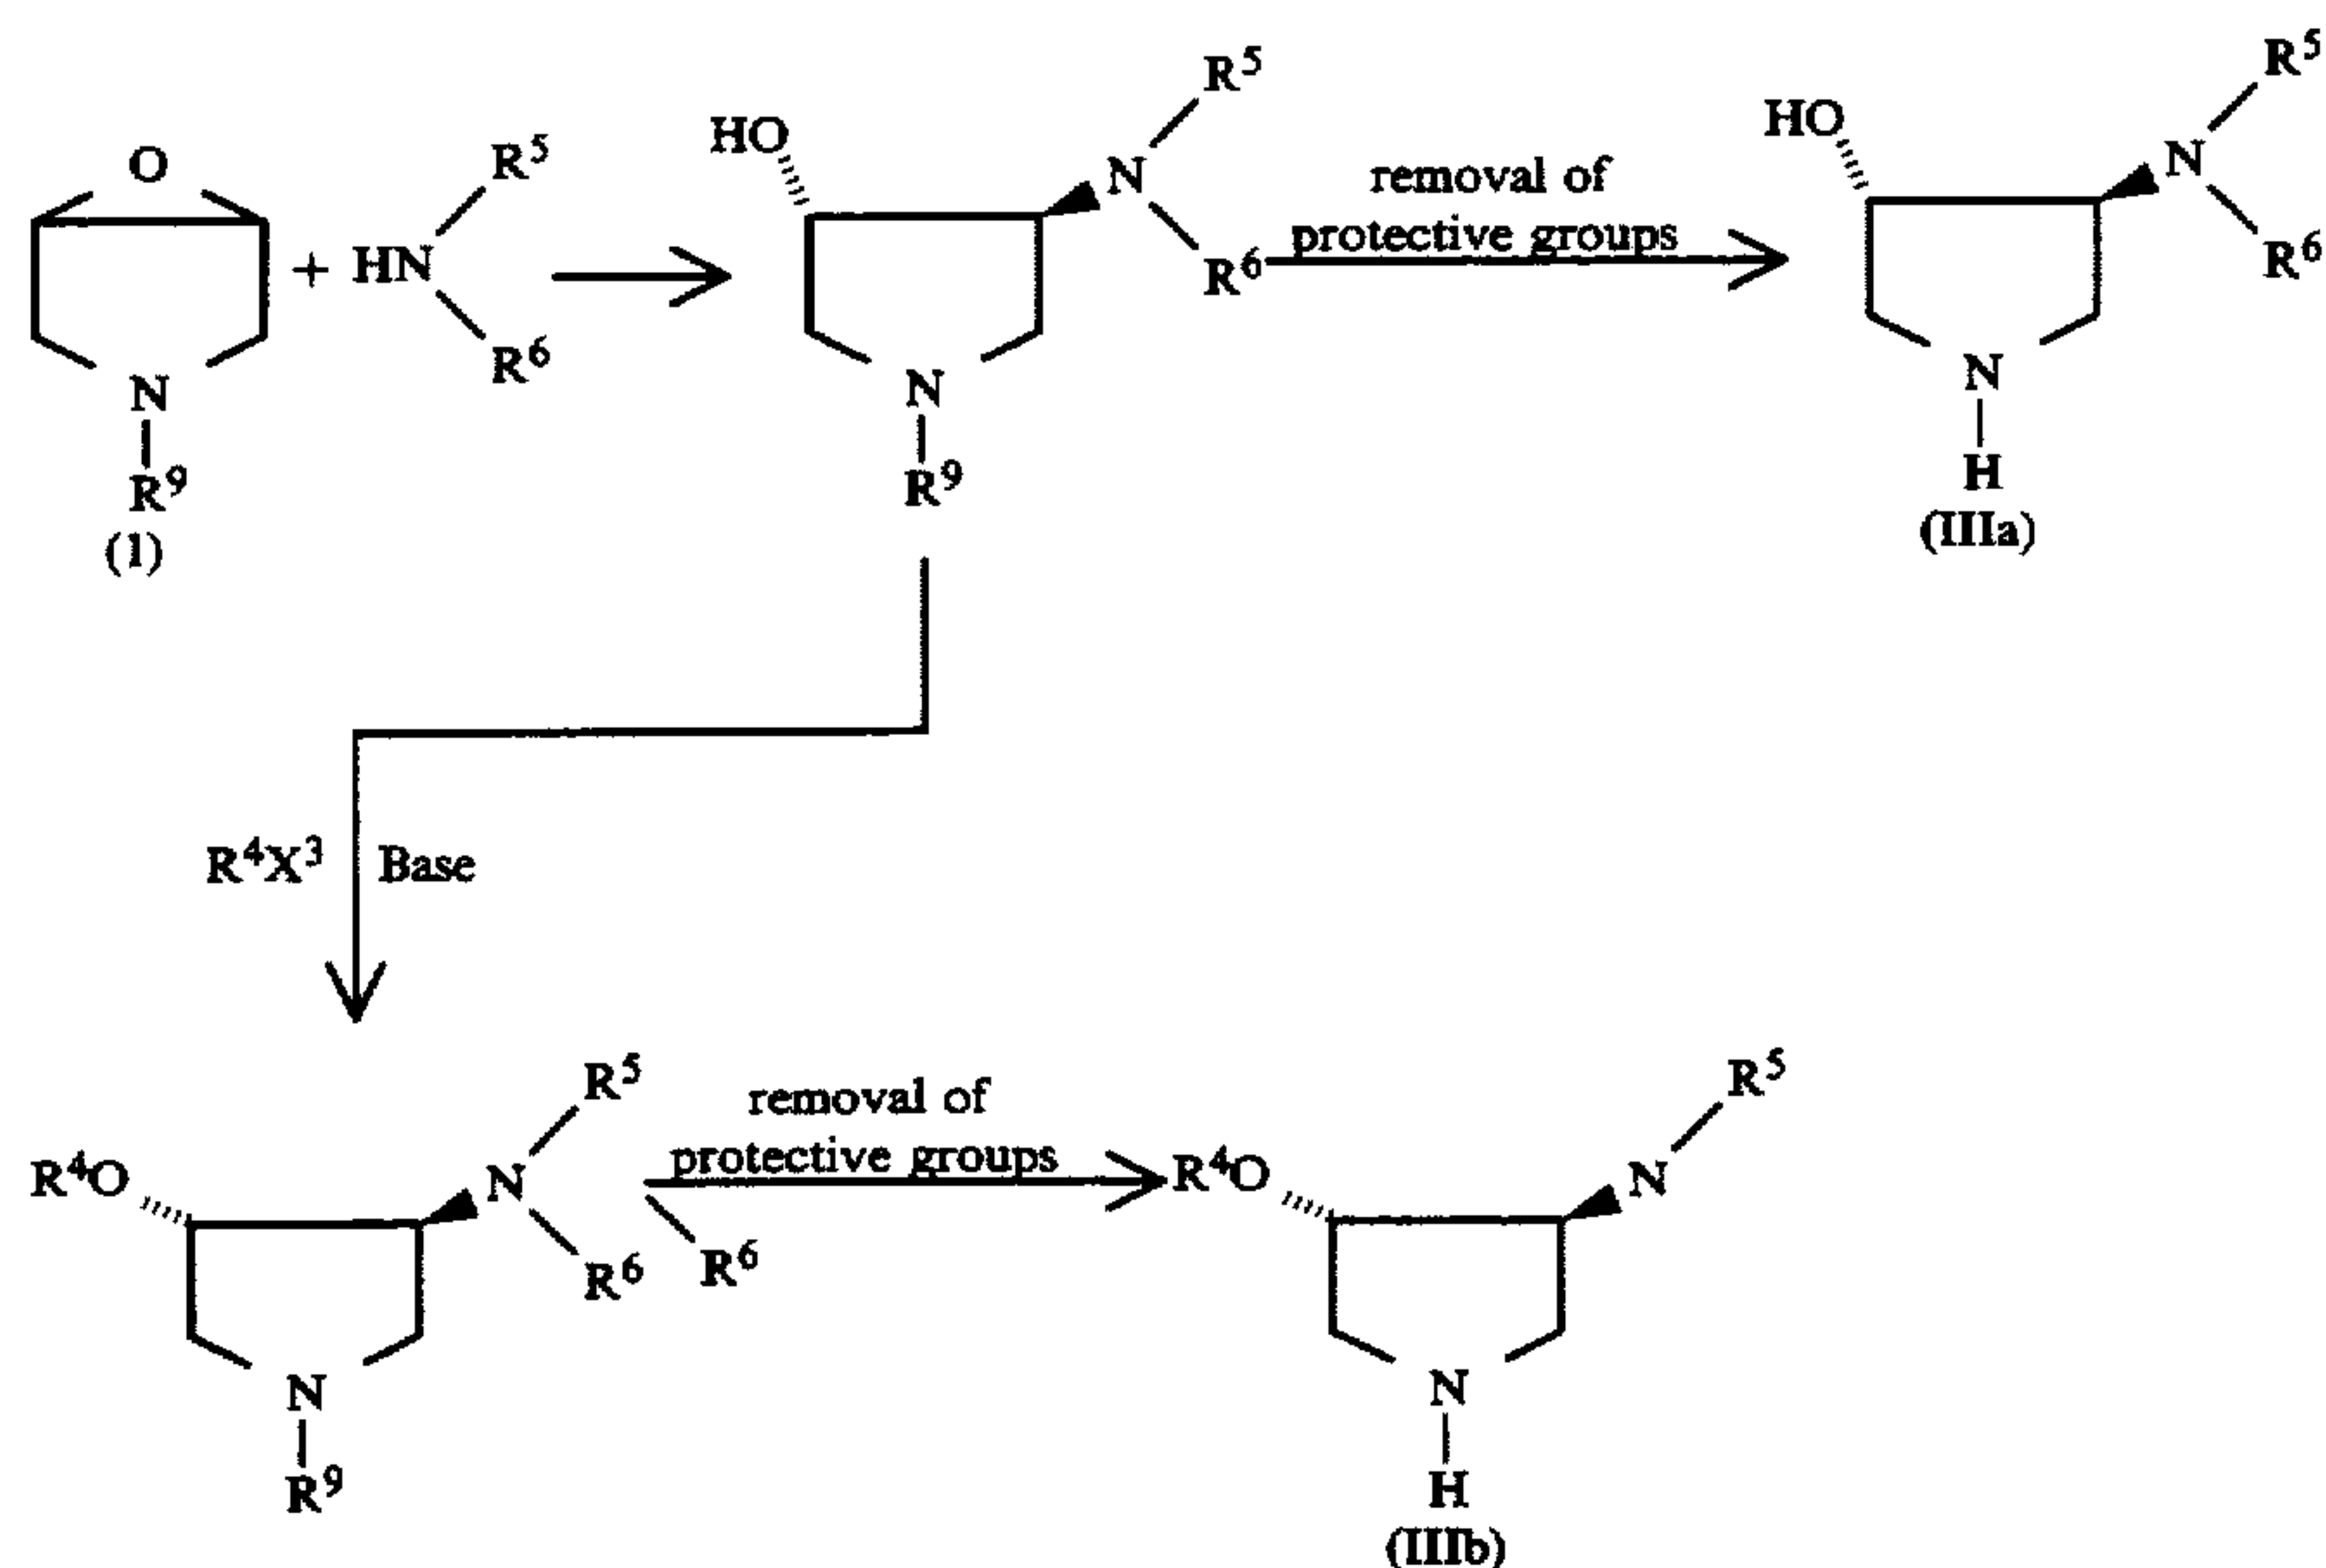 O
+ HN
R⁵
R⁶
N
R⁹
(1)
HO
N
R⁵
R⁶
N
R⁹
removal of
protective groups
HO
N
R⁵
R⁶
N
H
(IIIa)
R⁴X³ Base
R⁴O
N
R⁵
R⁶
N
R⁹
removal of
protective groups
R⁶
R⁴O
N
R⁵
N
H
(IIIb)